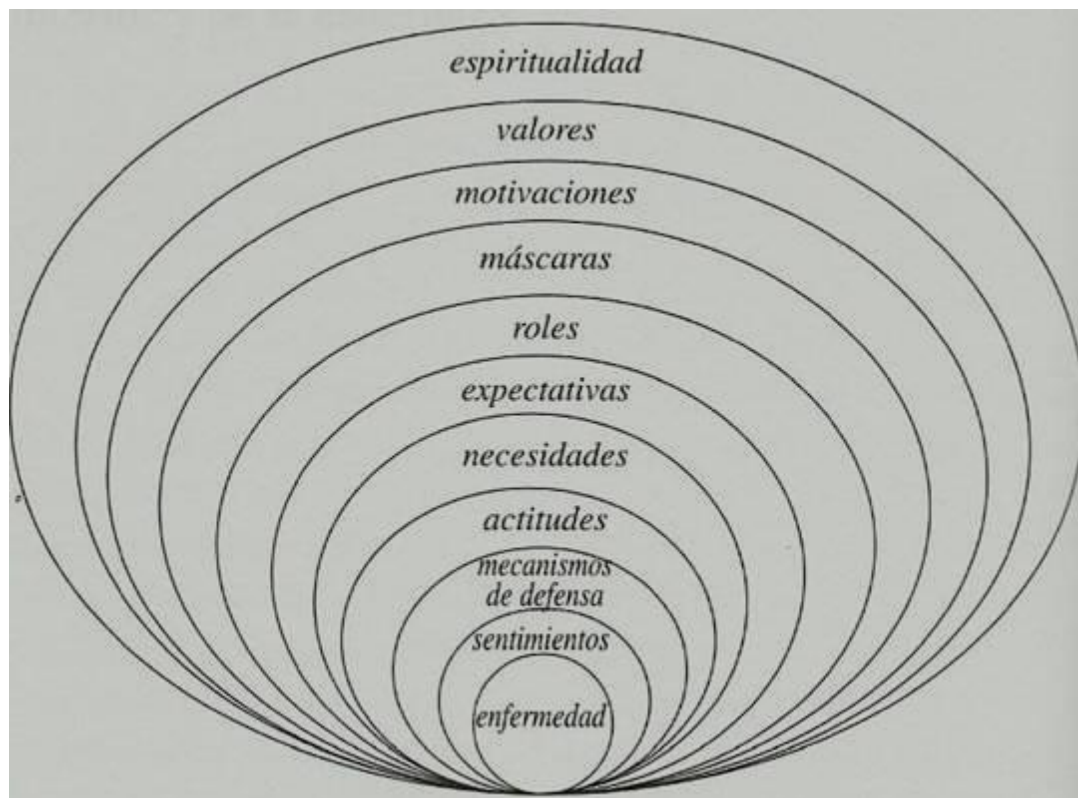 espiritualidad
valores
motivaciones
máscaras
roles
expectativas
necesidades
actitudes
mecanismos
de defensa
sentimientos
enfermedad